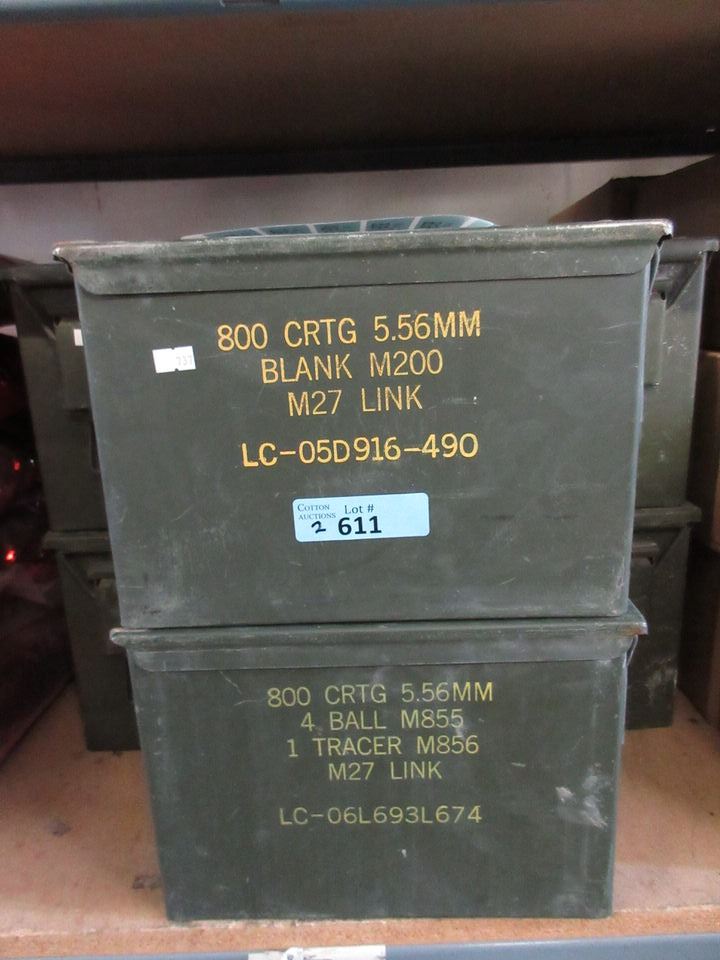 800 CRTG 5.56MM
BLANK M200
M27 LINK
LC-05D916-490
737
COTTON
AUCTIONS
Lot #
2
611
800 CRTG 5.56MM
4 BALL M855
1 TRACER M856
M27 LINK
LC-06L693L674